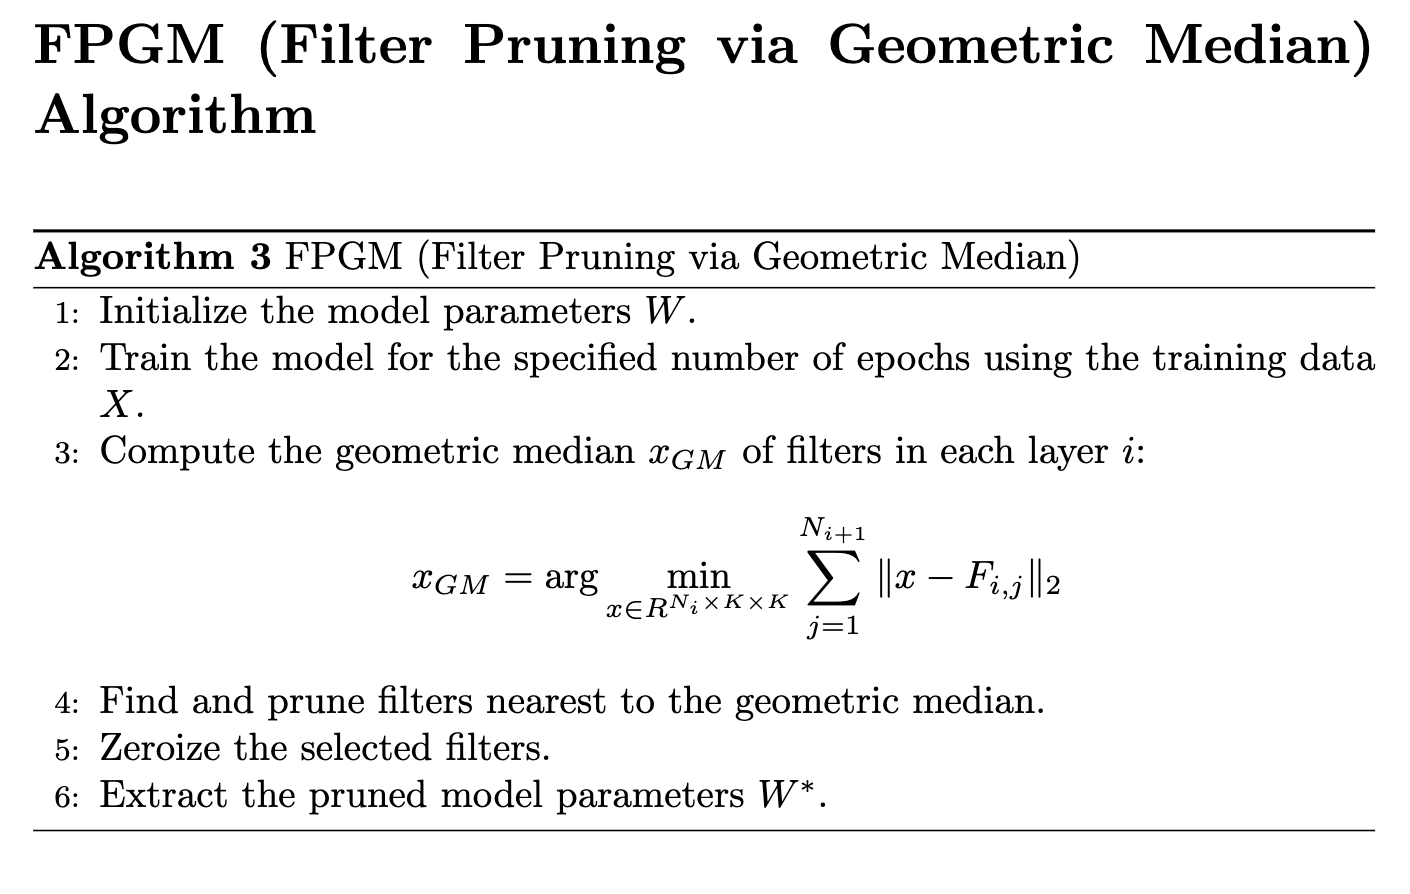 FPGM (Filter Pruning via Geometric Median)
Algorithm
Algorithm 3 FPGM (Filter Pruning via Geometric Median)
1: Initialize the model parameters W.
2: Train the model for the specified number of epochs using the training data
X.
3: Compute the geometric median x_{GM} of filters in each layer i:
x_{GM} = arg min_{x∈R^{N_i×K×K}} ∑_{j=1}^{N_{i+1}} ‖x − F_{i,j}‖_2
4: Find and prune filters nearest to the geometric median.
5: Zeroize the selected filters.
6: Extract the pruned model parameters W*.